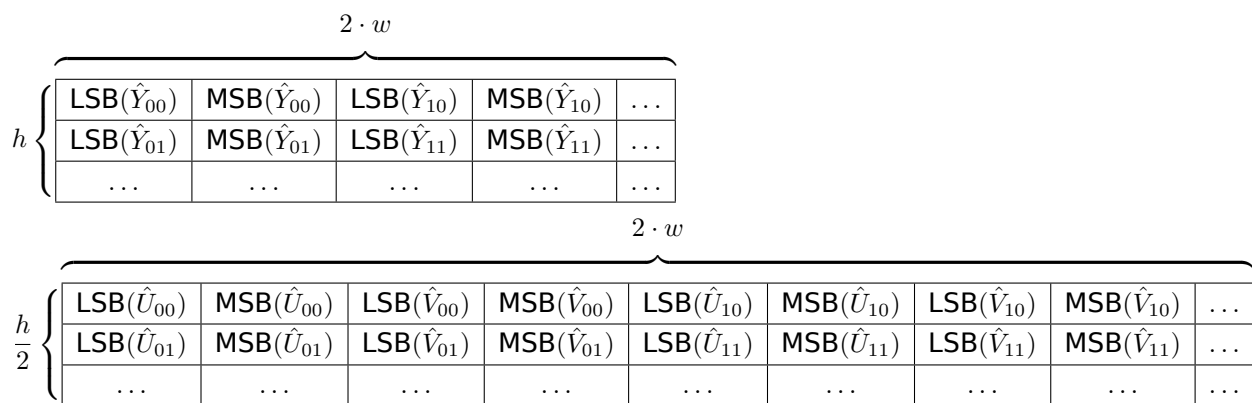 2 · w
h
LSB(Ŷ₀₀) MSB(Ŷ₀₀) LSB(Ŷ₁₀) MSB(Ŷ₁₀) ...
LSB(Ŷ₀₁) MSB(Ŷ₀₁) LSB(Ŷ₁₁) MSB(Ŷ₁₁) ...
... ... ... ... ...
2 · w
h
2
LSB(Û₀₀) MSB(Û₀₀) LSB(V̂₀₀) MSB(V̂₀₀) LSB(Û₁₀) MSB(Û₁₀) LSB(V̂₁₀) MSB(V̂₁₀) ...
LSB(Û₀₁) MSB(Û₀₁) LSB(V̂₀₁) MSB(V̂₀₁) LSB(Û₁₁) MSB(Û₁₁) LSB(V̂₁₁) MSB(V̂₁₁) ...
... ... ... ... ... ... ... ... ...